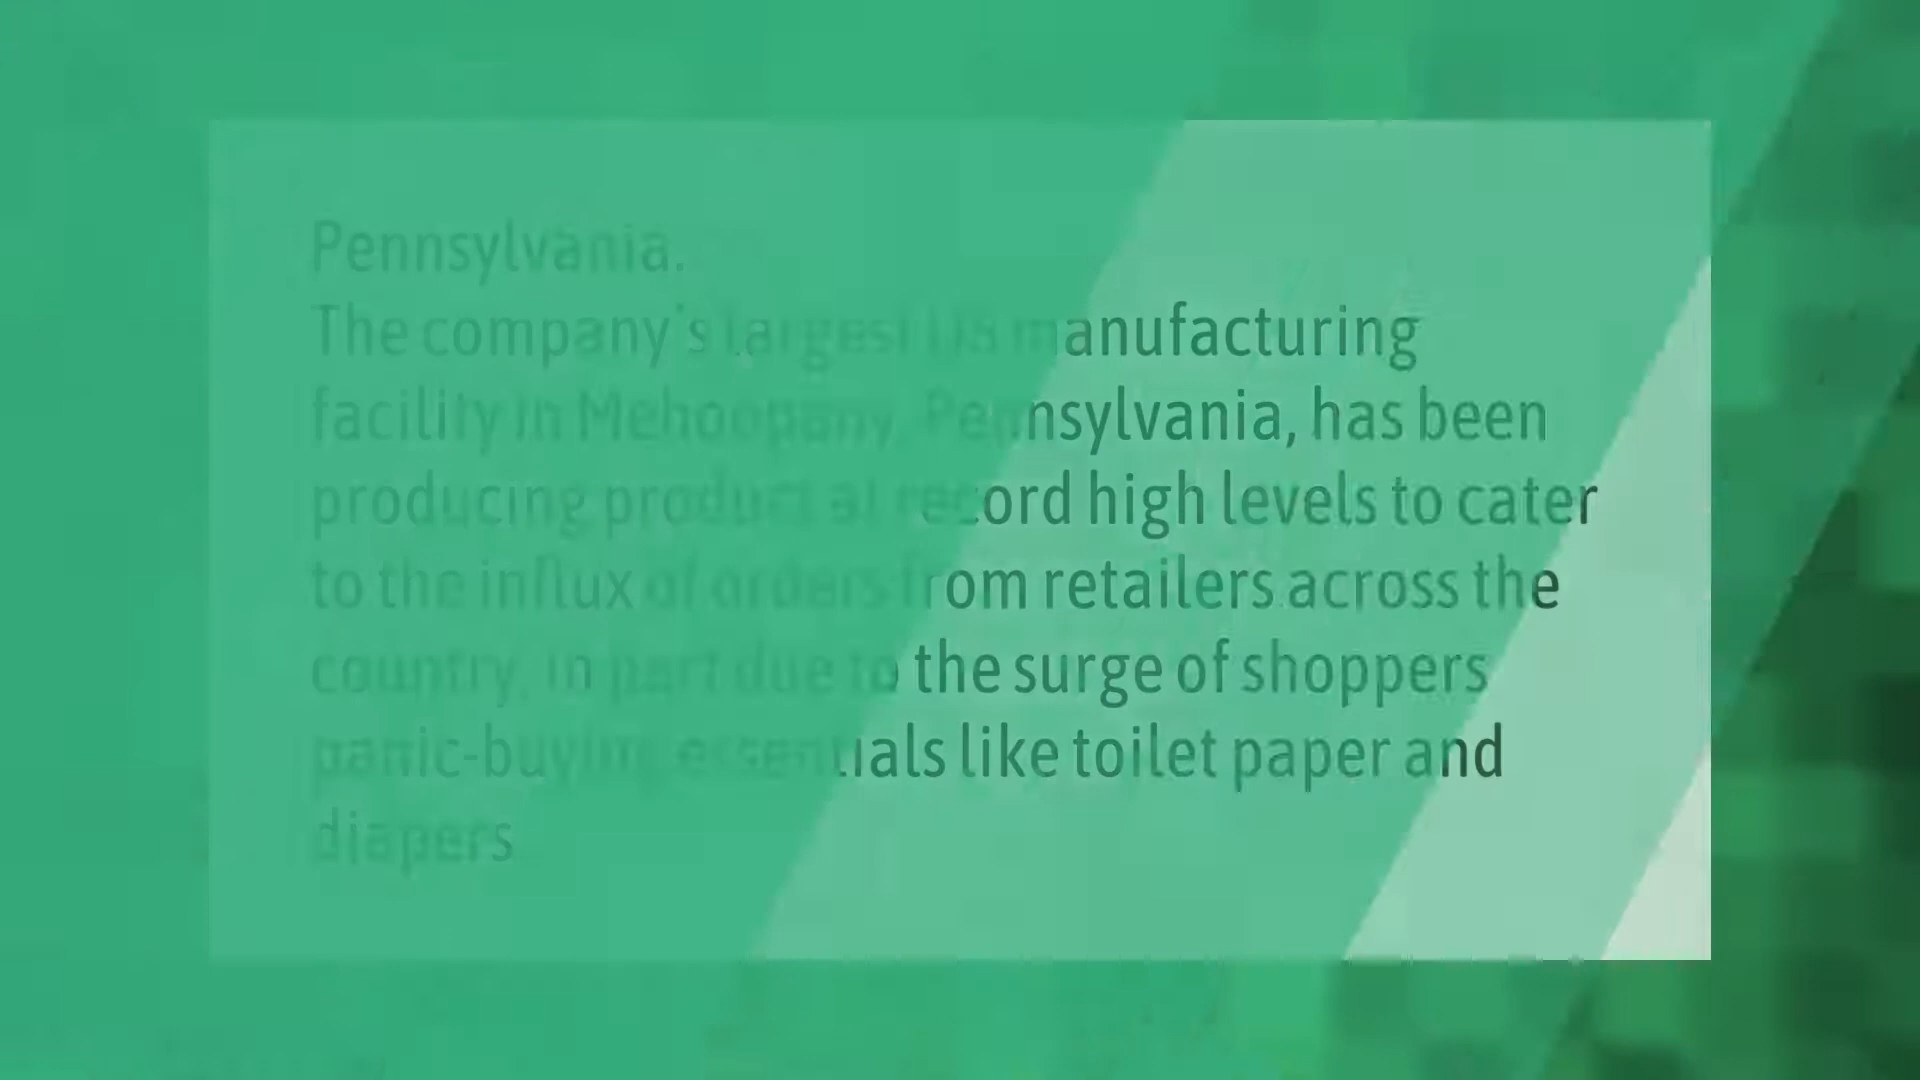 Pennsylvania.
The company's largest US manufacturing
facility in Mehoopany, Pennsylvania, has been
producing product at record high levels to cater
to the influx of orders from retailers across the
country, in part due to the surge of shoppers
panic-buying essentials like toilet paper and
diapers